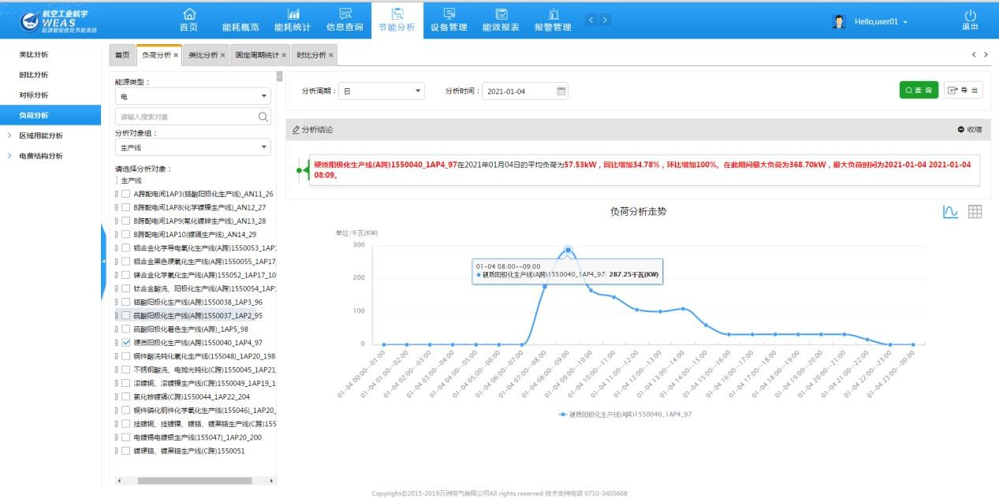 航空工业航宇
WEAS
能源智能优化节能系统
首页
能耗概览
能耗统计
信息查询
节能分析
设备管理
能效报表
报警管理
Hello,user01
退出
类比分析
时比分析
对标分析
负荷分析
区域用能分析
电费结构分析
首页 负荷分析 × 类比分析 × 固定周期统计 × 时比分析 ×
能源类型：
电
请输入搜索对象
分析对象组：
生产线
请选择分析对象：
生产线
A跨配电间1AP3(铬酸阳极化生产线)_AN11_26
B跨配电间1AP8(化学镀镍生产线)_AN12_27
B跨配电间1AP9(氰化镀锌生产线)_AN13_28
B跨配电间1AP10(镀镉生产线)_AN14_29
铝合金化学导电氧化生产线(A跨)1550053_1AP1
铝合金黑色硬氧化生产线(A跨)1550055_1AP17_
镁合金化学氧化生产线(A跨)155052_1AP17_10
钛合金酸洗、阳极化生产线(A跨)1550054_1AP1
铬酸阳极化生产线(A跨)1550038_1AP3_96
硫酸阳极化生产线(A跨)1550037_1AP2_95
硫酸阳极化着色生产线(A跨)_1AP5_98
硬质阳极化生产线(A跨)1550040_1AP4_97
铜件酸洗钝化氧化生产线(155048)_1AP20_198
不锈钢酸洗、电抛光钝化(C跨)1550045_1AP21_
滚镀铜、滚镀镍生产线(C跨)1550049_1AP19_1
氯化铵镀镉(C跨)1550044_1AP22_204
钢件磷化钢件化学氧化生产线(155046)_1AP20_
挂镀铜、挂镀镍、镀铬、镀黑铬生产线(C跨)155
电镀锡电镀银生产线(155047)_1AP20_200
镀硬铬、镀黑铬生产线(C跨)1550051
分析周期：
日
分析时间：
2021-01-04
查 询
导 出
分析结论
收缩
硬质阳极化生产线(A跨)1550040_1AP4_97在2021年01月04日的平均负荷为57.53kW，同比增加34.78%，环比增加100%。在此期间最大负荷为368.70kW，最大负荷时间为2021-01-04 2021-01-04
08:09。
负荷分析走势
单位/千瓦(KW)
300
200
100
0
01-04 08:00--09:00
硬质阳极化生产线(A跨)1550040_1AP4_97: 287.25千瓦(KW)
01-04 00:00--01:00
01-04 01:00--02:00
01-04 02:00--03:00
01-04 03:00--04:00
01-04 04:00--05:00
01-04 05:00--06:00
01-04 06:00--07:00
01-04 07:00--08:00
01-04 08:00--09:00
01-04 09:00--10:00
01-04 10:00--11:00
01-04 11:00--12:00
01-04 12:00--13:00
01-04 13:00--14:00
01-04 14:00--15:00
01-04 15:00--16:00
01-04 16:00--17:00
01-04 17:00--18:00
01-04 18:00--19:00
01-04 19:00--20:00
01-04 20:00--21:00
01-04 21:00--22:00
01-04 22:00--23:00
01-04 23:00--00:00
硬质阳极化生产线(A跨)1550040_1AP4_97
Copyright©2015-2019万洲电气有限公司All rights reserved 技术支持电话 0710-3405668